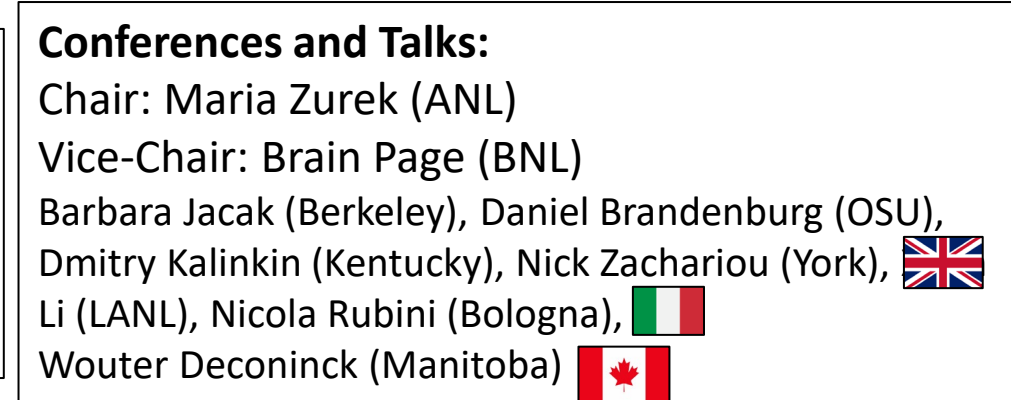 Conferences and Talks:
Chair: Maria Zurek (ANL)
Vice-Chair: Brain Page (BNL)
Barbara Jacak (Berkeley), Daniel Brandenburg (OSU),
Dmitry Kalinkin (Kentucky), Nick Zachariou (York),
Li (LANL), Nicola Rubini (Bologna),
Wouter Deconinck (Manitoba)